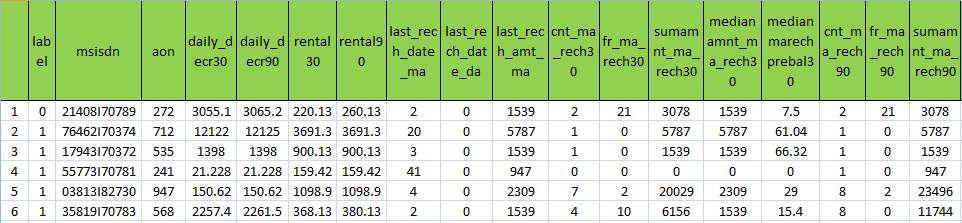 label msisdn aon daily_decr30 daily_decr90 rental30 rental90 last_rech_date_ma last_rech_date_da last_rech_amt_ma cnt_ma_rech30 fr_ma_rech30 sumamnt_ma_rech30 medianamnt_ma_rech30 medianmarechprebal30 cnt_ma_rech90 fr_ma_rech90 sumamnt_ma_rech90
1 0 21408I70789 272 3055.1 3065.2 220.13 260.13 2 0 1539 2 21 3078 1539 7.5 2 21 3078
2 1 76462I70374 712 12122 12125 3691.3 3691.3 20 0 5787 1 0 5787 5787 61.04 1 0 5787
3 1 17943I70372 535 1398 1398 900.13 900.13 3 0 1539 1 0 1539 1539 66.32 1 0 1539
4 1 55773I70781 241 21.228 21.228 159.42 159.42 41 0 947 0 0 0 0 0 1 0 947
5 1 03813I82730 947 150.62 150.62 1098.9 1098.9 4 0 2309 7 2 20029 2309 29 8 2 23496
6 1 35819I70783 568 2257.4 2261.5 368.13 380.13 2 0 1539 4 10 6156 1539 15.4 8 0 11744